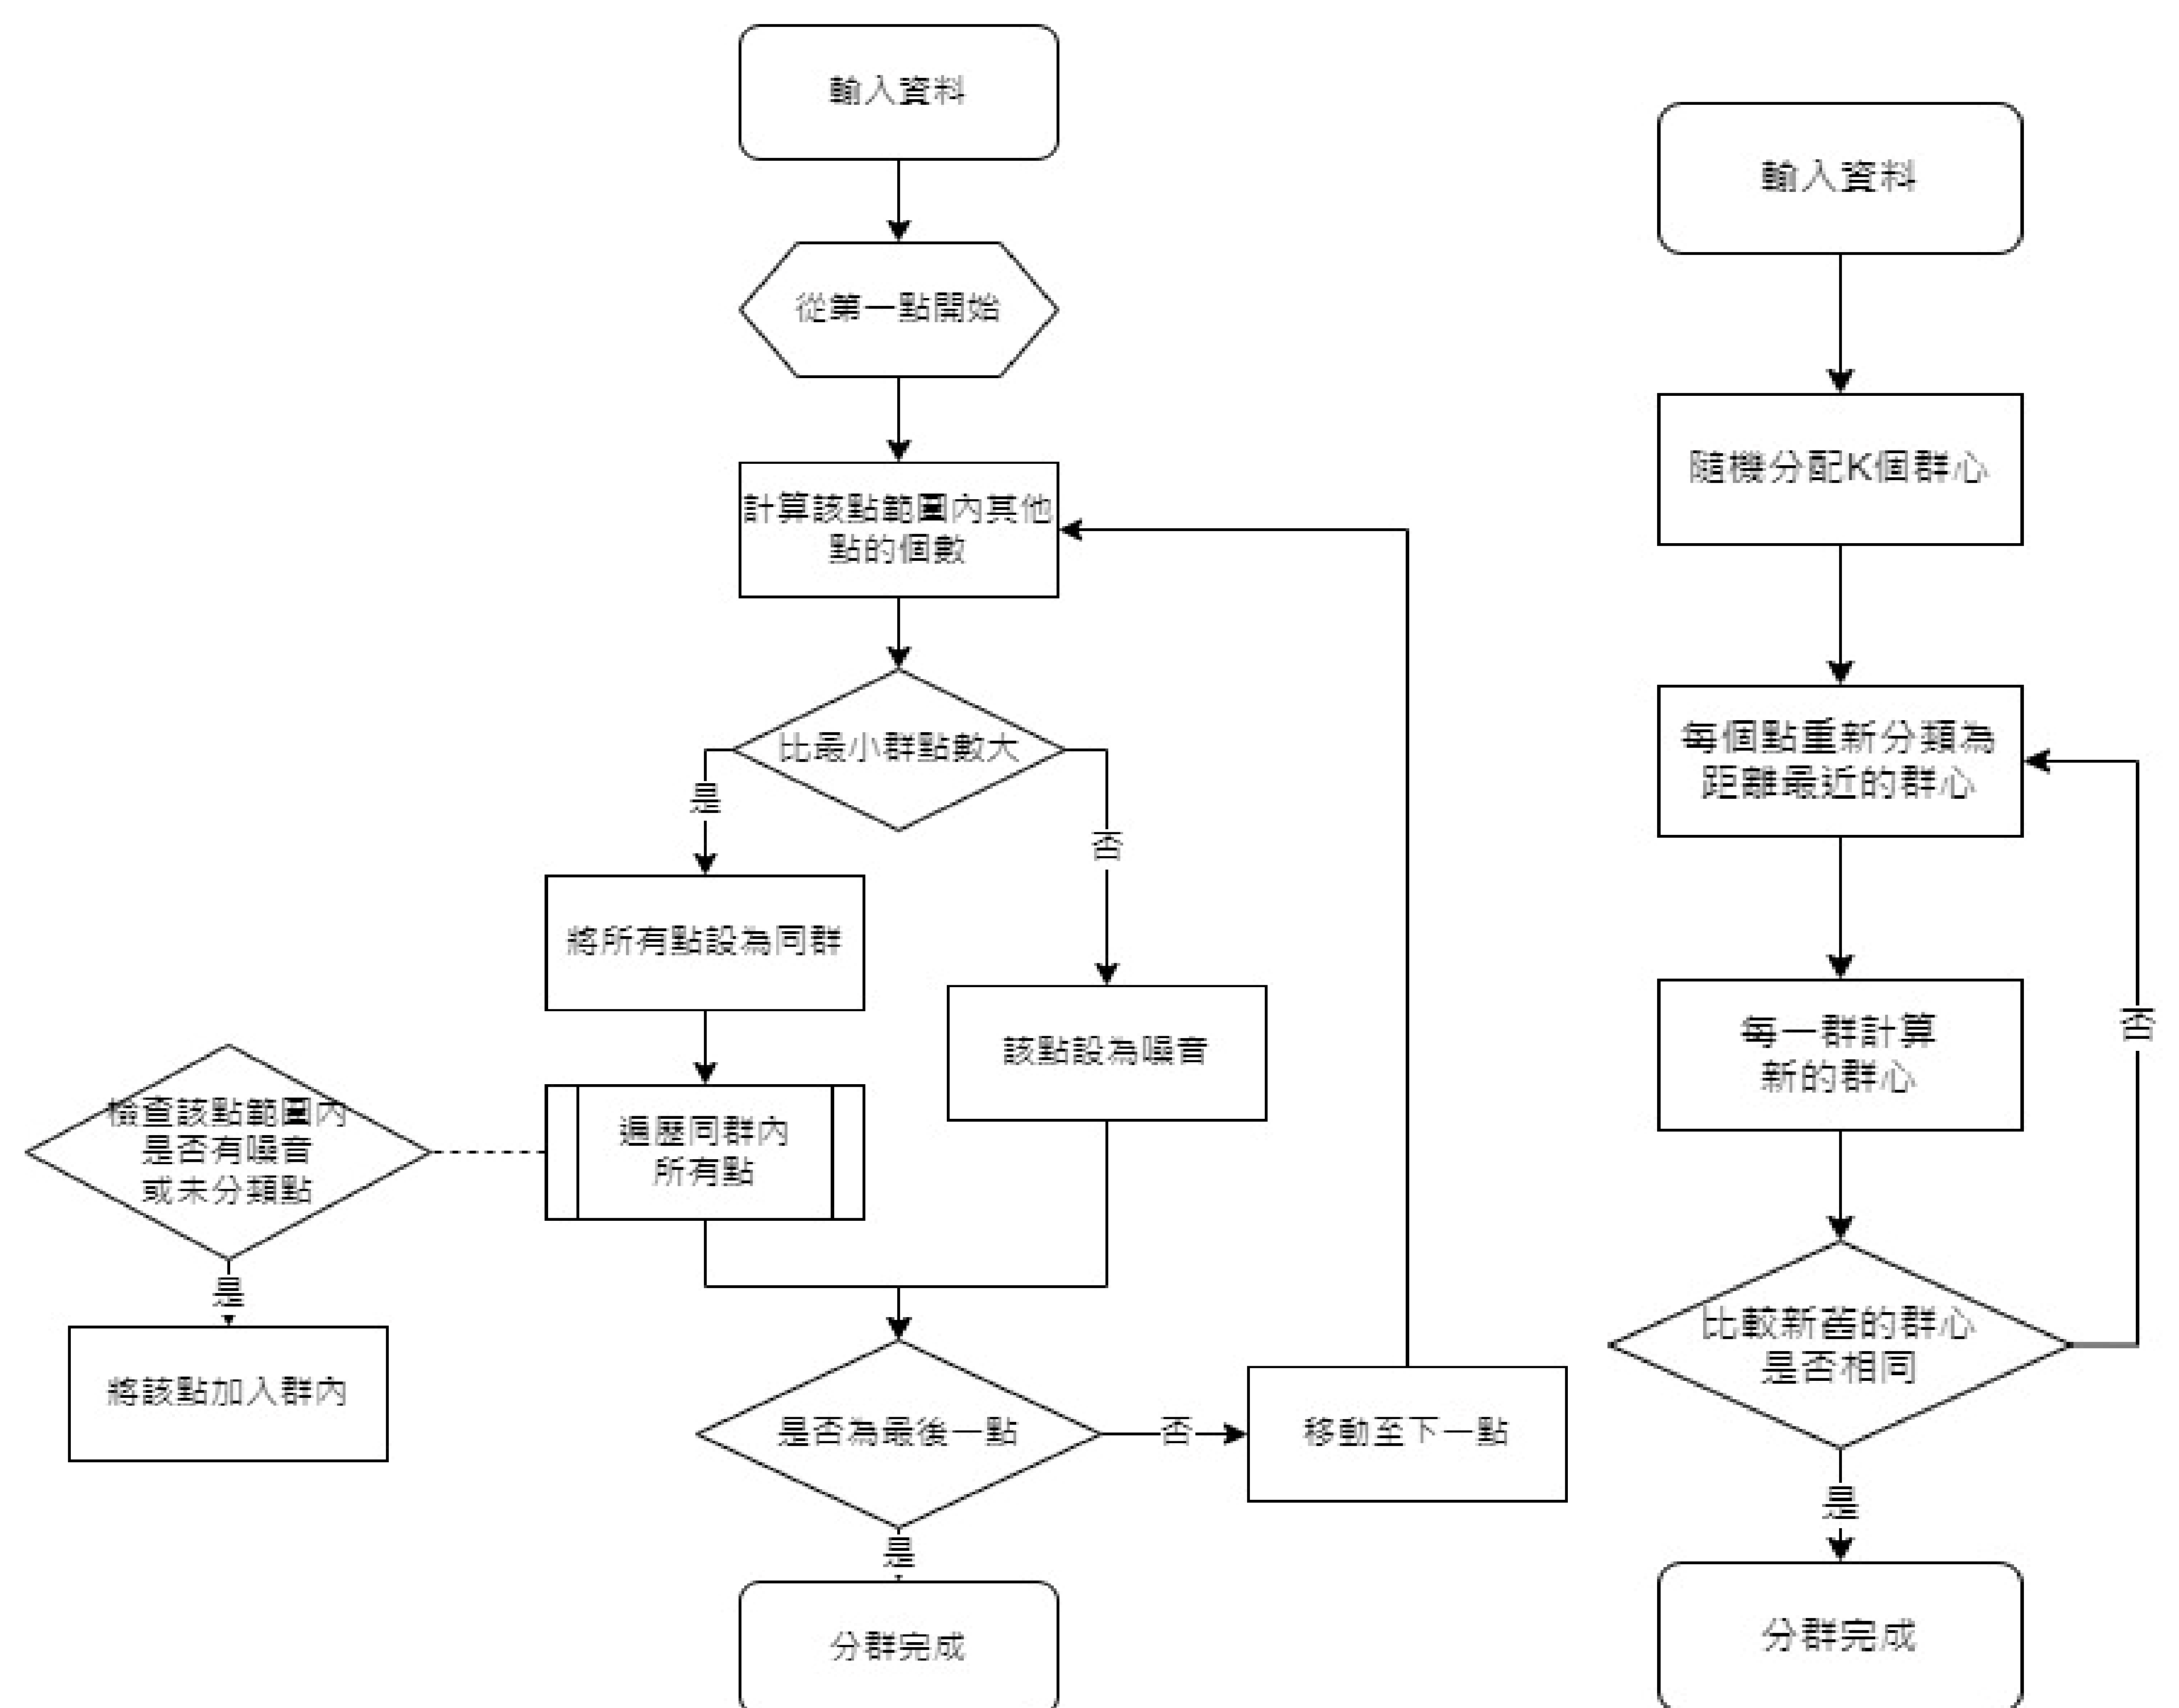 輸入資料
從第一點開始
計算該點範圍內其他
點的個數
比最小群點數大
是
否
將所有點設為同群
該點設為噪音
遍歷同群內
所有點
檢查該點範圍內
是否有噪音
或未分類點
是
將該點加入群內
是否為最後一點
否
移動至下一點
是
分群完成
輸入資料
隨機分配K個群心
每個點重新分類為
距離最近的群心
每一群計算
新的群心
否
比較新舊的群心
是否相同
是
分群完成